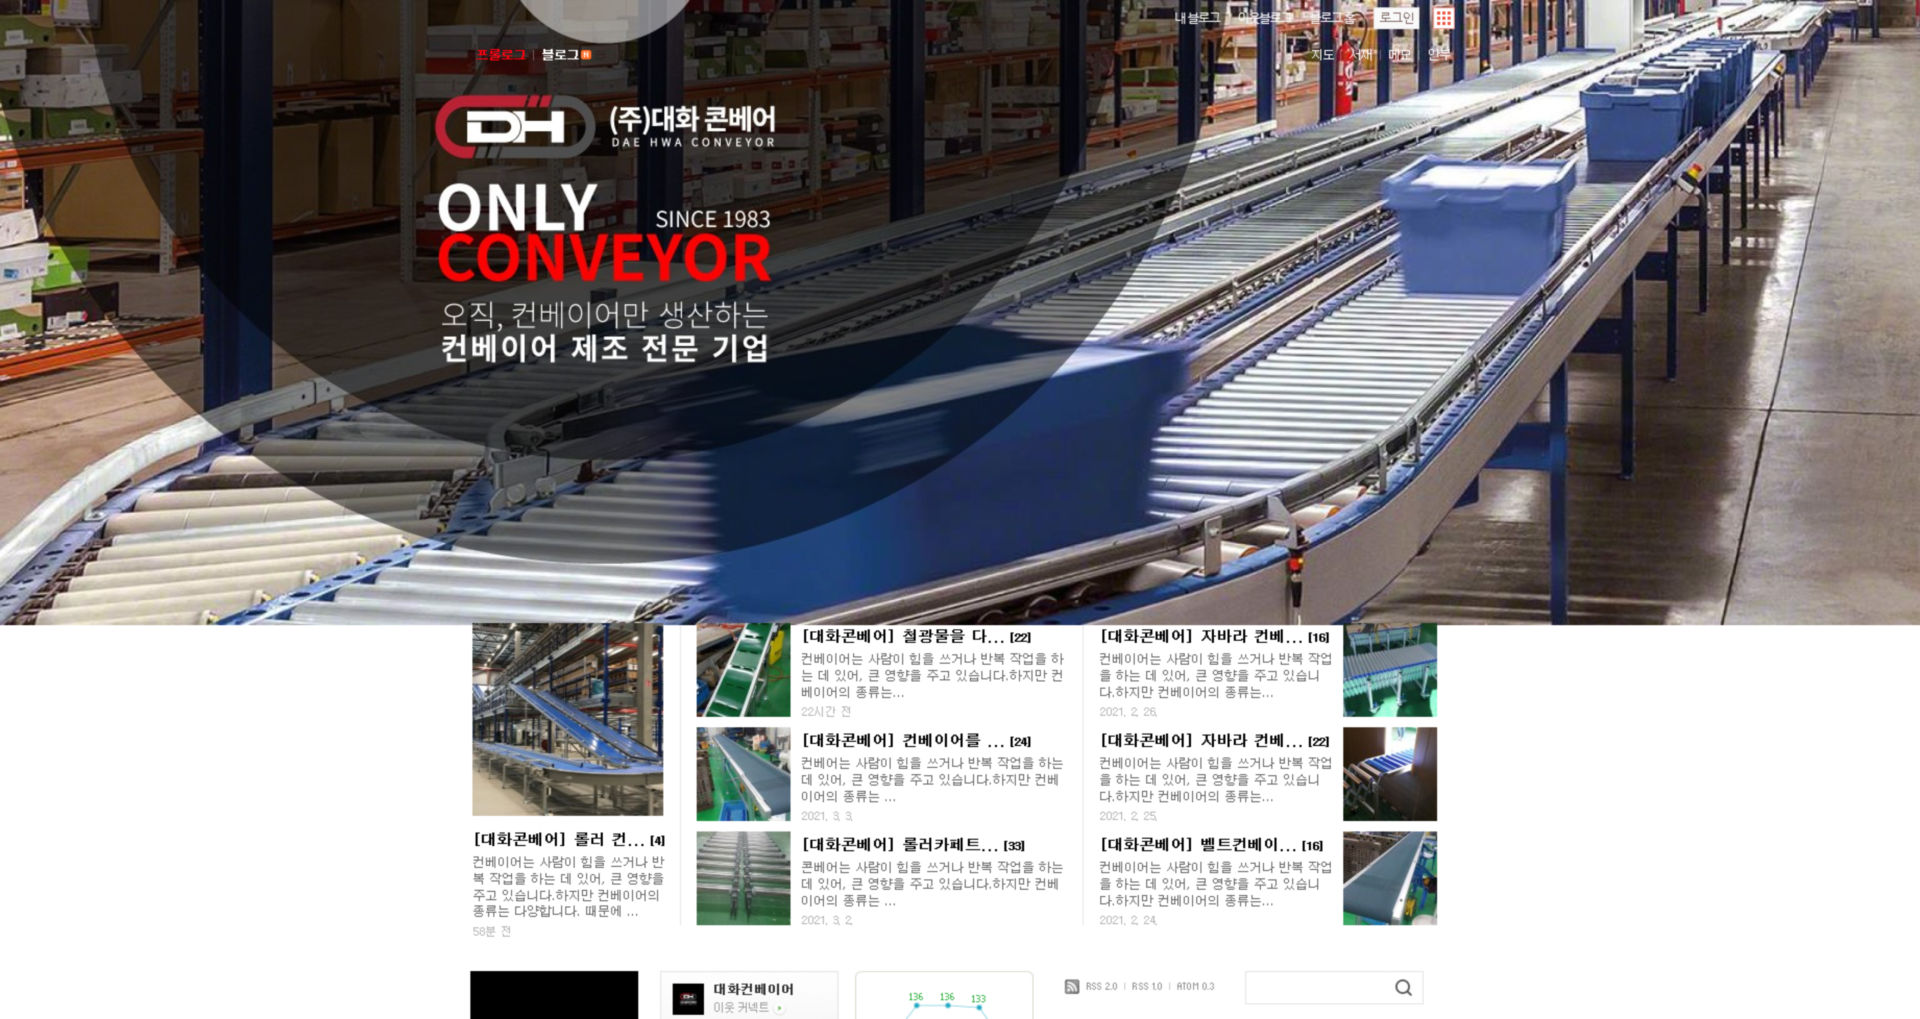 내 블로그
이웃블로그
블로그 홈
로그인
프롤로그 | 블로그 N
지도 | 서재 | 메모 | 안부
DH
(주)대화 콘베어
DAE HWA CONVEYOR
ONLY
SINCE 1983
CONVEYOR
오직, 컨베이어만 생산하는
컨베이어 제조 전문 기업
[대화콘베어] 롤러 컨... [4]
컨베이어는 사람이 힘을 쓰거나 반
복 작업을 하는 데 있어, 큰 영향을
주고 있습니다.하지만 컨베이어의
종류는 다양합니다. 때문에 ...
58분 전
[대화콘베어] 철광물을 다... [22]
컨베이어는 사람이 힘을 쓰거나 반복 작업을 하
는 데 있어, 큰 영향을 주고 있습니다.하지만 컨
베이어의 종류는...
22시간 전
[대화콘베어] 컨베이어를 ... [24]
컨베이어는 사람이 힘을 쓰거나 반복 작업을 하는
데 있어, 큰 영향을 주고 있습니다.하지만 컨베
이어의 종류는 ...
2021. 3. 3.
[대화콘베어] 롤러카페트... [33]
콘베어는 사람이 힘을 쓰거나 반복 작업을 하는
데 있어, 큰 영향을 주고 있습니다.하지만 컨베
이어의 종류는 ...
2021. 3. 2.
[대화콘베어] 자바라 컨베... [16]
컨베이어는 사람이 힘을 쓰거나 반복 작업
을 하는 데 있어, 큰 영향을 주고 있습니
다.하지만 컨베이어의 종류는...
2021. 2. 26.
[대화콘베어] 자바라 컨베... [22]
컨베이어는 사람이 힘을 쓰거나 반복 작업
을 하는 데 있어, 큰 영향을 주고 있습니
다.하지만 컨베이어의 종류는...
2021. 2. 25.
[대화콘베어] 벨트컨베이... [16]
컨베이어는 사람이 힘을 쓰거나 반복 작업
을 하는 데 있어, 큰 영향을 주고 있습니
다.하지만 컨베이어의 종류는...
2021. 2. 24.
대화컨베이어
이웃 커넥트
136 136 133
RSS 2.0 | RSS 1.0 | ATOM 0.3